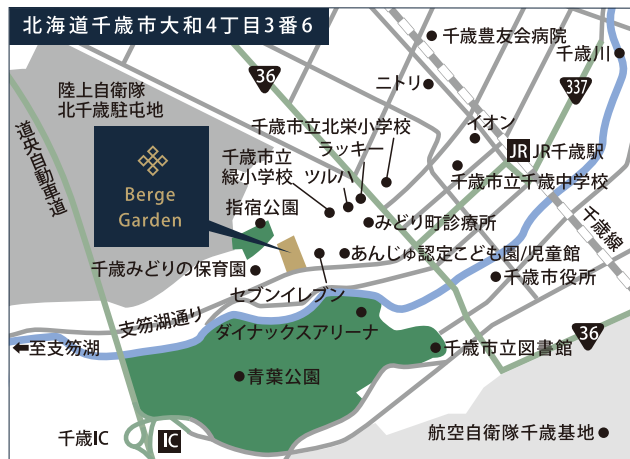 北海道千歳市大和4丁目3番6
千歳豊友会病院
千歳川
36
ニトリ
337
陸上自衛隊
北千歳駐屯地
道央自動車道
千歳市立北栄小学校
ラッキー
イオン
JR JR千歳駅
千歳市立
緑小学校
ツルハ
千歳市立千歳中学校
Berge
Garden
指宿公園
みどり町診療所
千歳線
あんじゅ認定こども園/児童館
千歳みどりの保育園
千歳市役所
セブンイレブン
支笏湖通り
ダイナックスアリーナ
36
←至支笏湖
千歳市立図書館
青葉公園
千歳IC
IC
航空自衛隊千歳基地